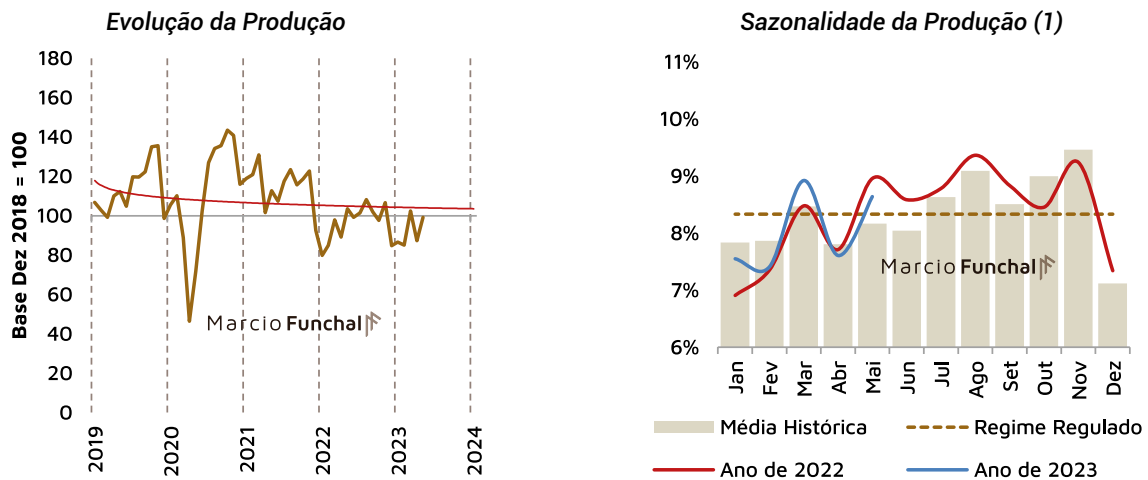 Evolução da Produção
Base Dez 2018 = 100
180
160
140
120
100
80
60
40
20
0
2019
2020
2021
2022
2023
2024
Marcio Funchal
Sazonalidade da Produção (1)
11%
10%
9%
8%
7%
6%
Marcio Funchal
Jan
Fev
Mar
Abr
Mai
Jun
Jul
Ago
Set
Out
Nov
Dez
Média Histórica
Regime Regulado
Ano de 2022
Ano de 2023